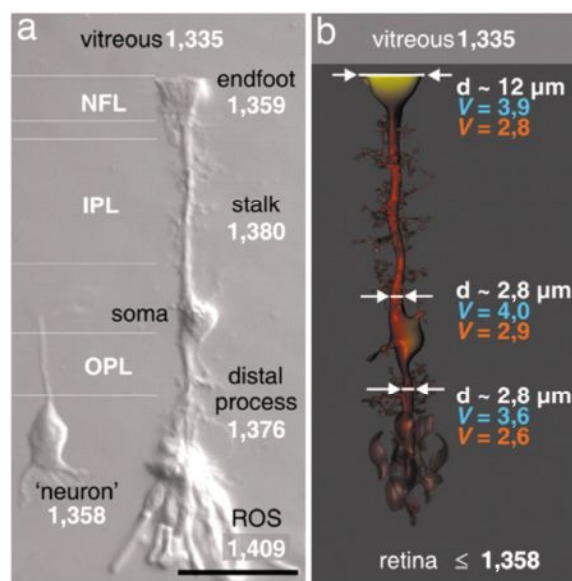 a
vitreous 1,335
endfoot
1,359
NFL
IPL
stalk
1,380
soma
OPL
distal
process
1,376
'neuron'
1,358
ROS
1,409
b
vitreous 1,335
d ~ 12 µm
V = 3,9
V = 2,8
d ~ 2,8 µm
V = 4,0
V = 2,9
d ~ 2,8 µm
V = 3,6
V = 2,6
retina ≤ 1,358